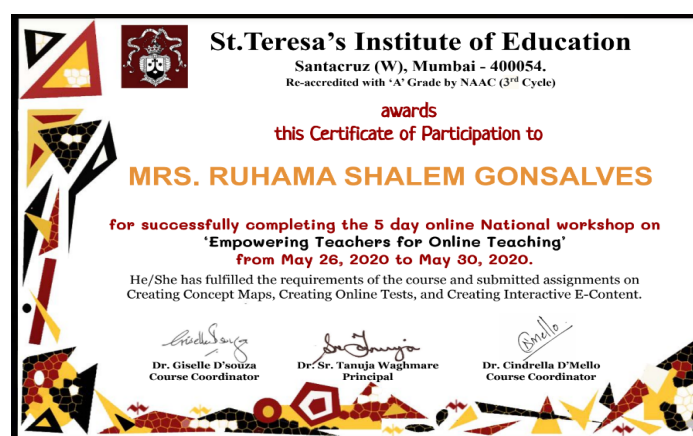 St.Teresa's Institute of Education
Santacruz (W), Mumbai - 400054.
Re-accredited with 'A' Grade by NAAC (3rd Cycle)
awards
this Certificate of Participation to
MRS. RUHAMA SHALEM GONSALVES
for successfully completing the 5 day online National workshop on
'Empowering Teachers for Online Teaching'
from May 26, 2020 to May 30, 2020.
He/She has fulfilled the requirements of the course and submitted assignments on
Creating Concept Maps, Creating Online Tests, and Creating Interactive E-Content.
Dr. Giselle D'souza
Course Coordinator
Dr. Sr. Tanuja Waghmare
Principal
Dr. Cindrella D'Mello
Course Coordinator